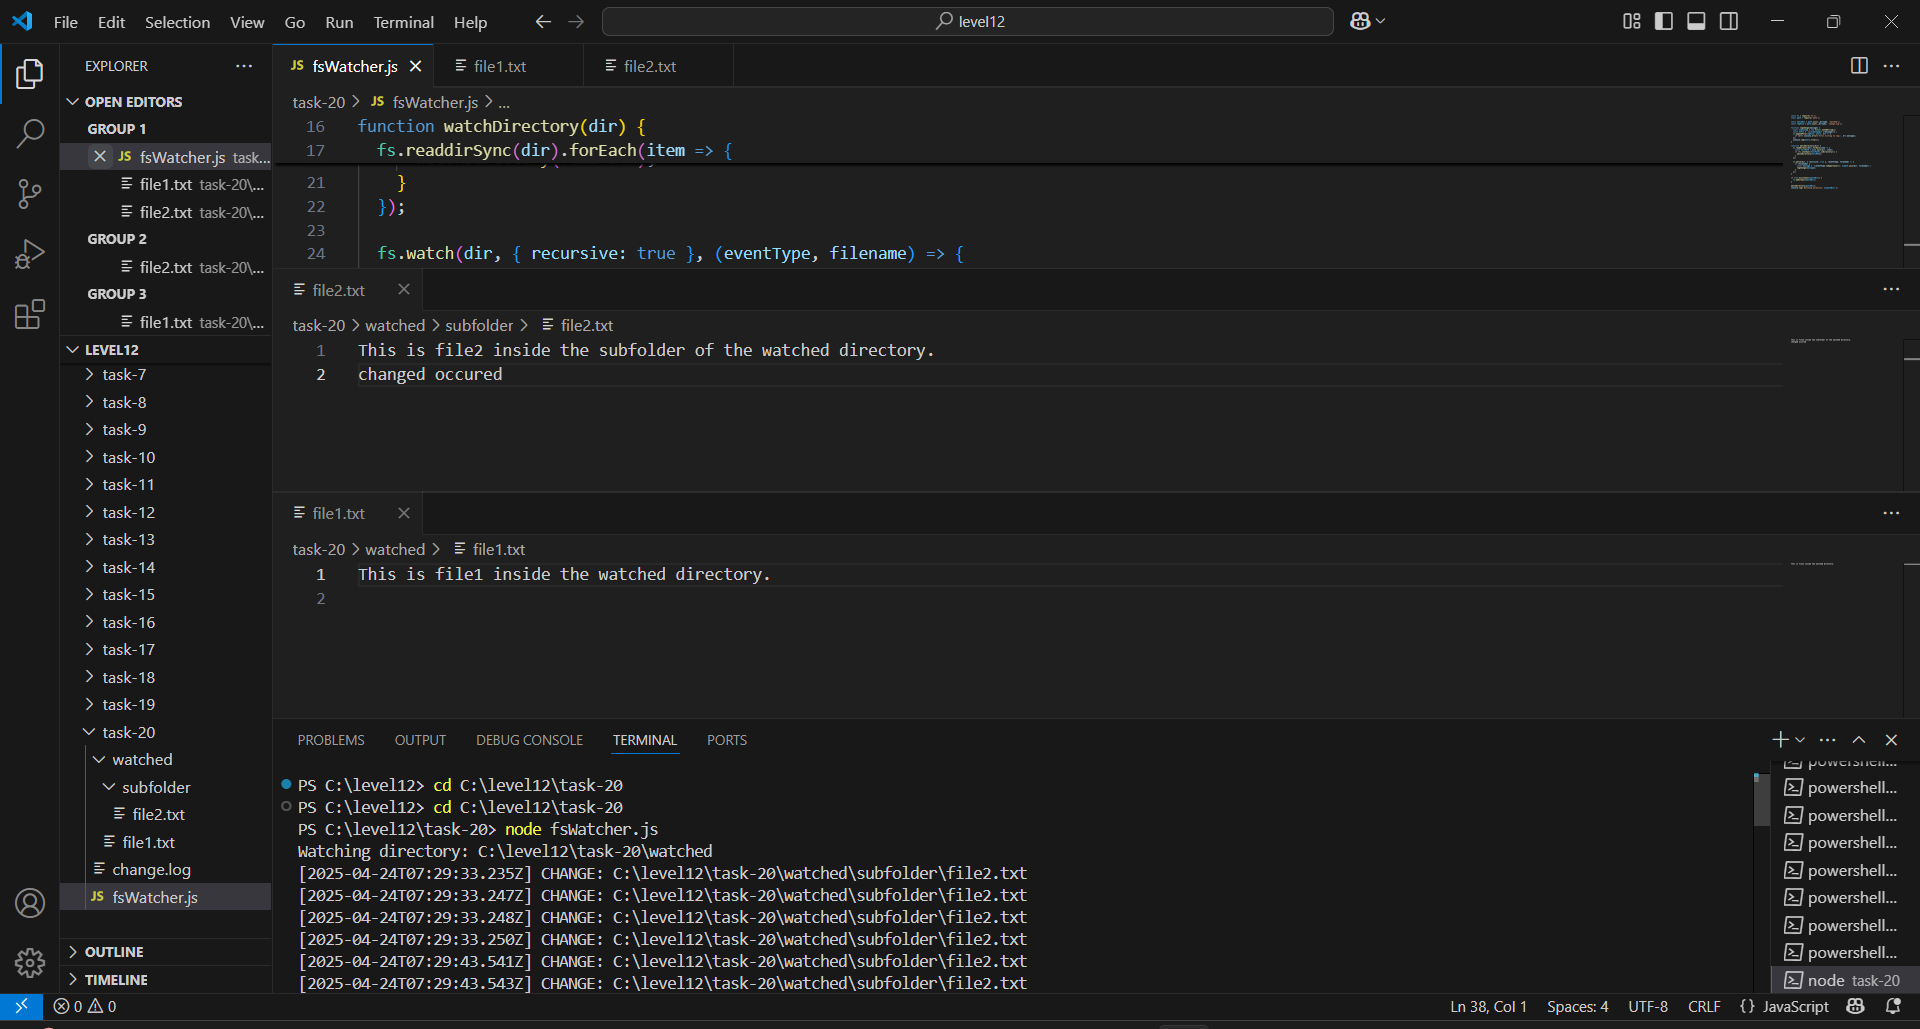 File Edit Selection View Go Run Terminal Help level12
EXPLORER
OPEN EDITORS
GROUP 1
JS fsWatcher.js task...
file1.txt task-20\...
file2.txt task-20\...
GROUP 2
file2.txt task-20\...
GROUP 3
file1.txt task-20\...
LEVEL12
task-7
task-8
task-9
task-10
task-11
task-12
task-13
task-14
task-15
task-16
task-17
task-18
task-19
task-20
watched
subfolder
file2.txt
file1.txt
change.log
JS fsWatcher.js
OUTLINE
TIMELINE
JS fsWatcher.js file1.txt file2.txt
task-20 > JS fsWatcher.js > ...
16 function watchDirectory(dir) {
17 fs.readdirSync(dir).forEach(item => {
21 }
22 });
23
24 fs.watch(dir, { recursive: true }, (eventType, filename) => {
file2.txt
task-20 > watched > subfolder > file2.txt
1 This is file2 inside the subfolder of the watched directory.
2 changed occured
file1.txt
task-20 > watched > file1.txt
1 This is file1 inside the watched directory.
2
PROBLEMS OUTPUT DEBUG CONSOLE TERMINAL PORTS
PS C:\level12> cd C:\level12\task-20
PS C:\level12> cd C:\level12\task-20
PS C:\level12\task-20> node fsWatcher.js
Watching directory: C:\level12\task-20\watched
[2025-04-24T07:29:33.235Z] CHANGE: C:\level12\task-20\watched\subfolder\file2.txt
[2025-04-24T07:29:33.247Z] CHANGE: C:\level12\task-20\watched\subfolder\file2.txt
[2025-04-24T07:29:33.248Z] CHANGE: C:\level12\task-20\watched\subfolder\file2.txt
[2025-04-24T07:29:33.250Z] CHANGE: C:\level12\task-20\watched\subfolder\file2.txt
[2025-04-24T07:29:43.541Z] CHANGE: C:\level12\task-20\watched\subfolder\file2.txt
[2025-04-24T07:29:43.543Z] CHANGE: C:\level12\task-20\watched\subfolder\file2.txt
powershell...
powershell...
powershell...
powershell...
powershell...
powershell...
powershell...
powershell...
node task-20
0 0 Ln 38, Col 1 Spaces: 4 UTF-8 CRLF {} JavaScript